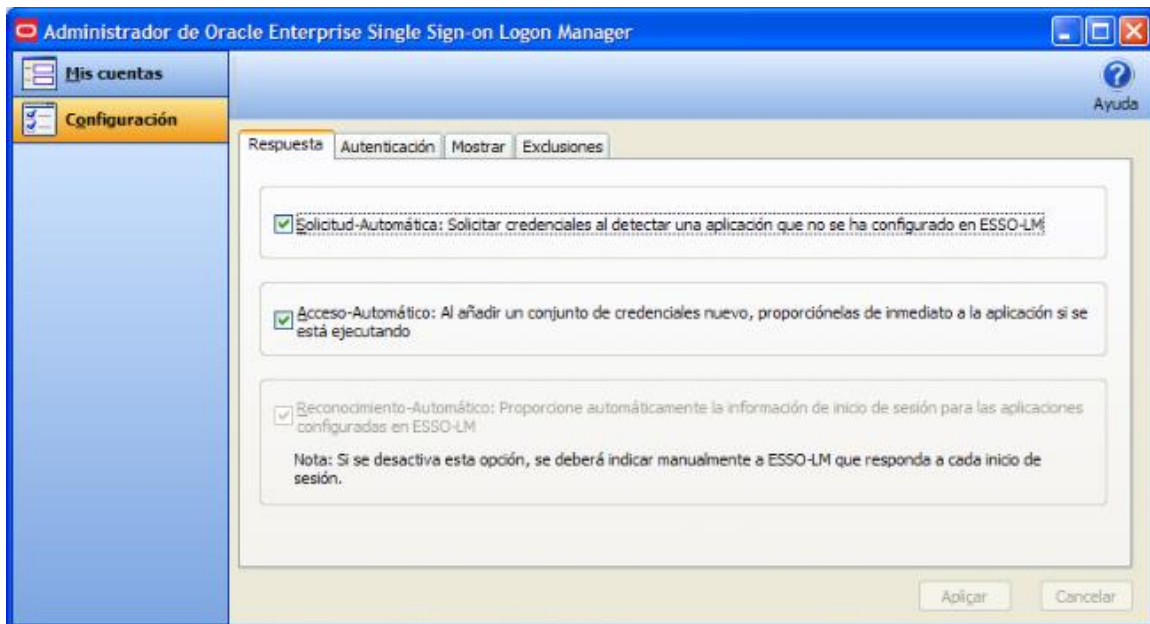 Administrador de Oracle Enterprise Single Sign-on Logon Manager
Mis cuentas
Configuración
Ayuda
Respuesta
Autenticación
Mostrar
Exclusiones
Solicitud-Automática: Solicitar credenciales al detectar una aplicación que no se ha configurado en ESSO-LM
Acceso-Automático: Al añadir un conjunto de credenciales nuevo, proporciónelas de inmediato a la aplicación si se
está ejecutando
Reconocimiento-Automático: Proporcione automáticamente la información de inicio de sesión para las aplicaciones
configuradas en ESSO-LM
Nota: Si se desactiva esta opción, se deberá indicar manualmente a ESSO-LM que responda a cada inicio de
sesión.
Aplicar
Cancelar